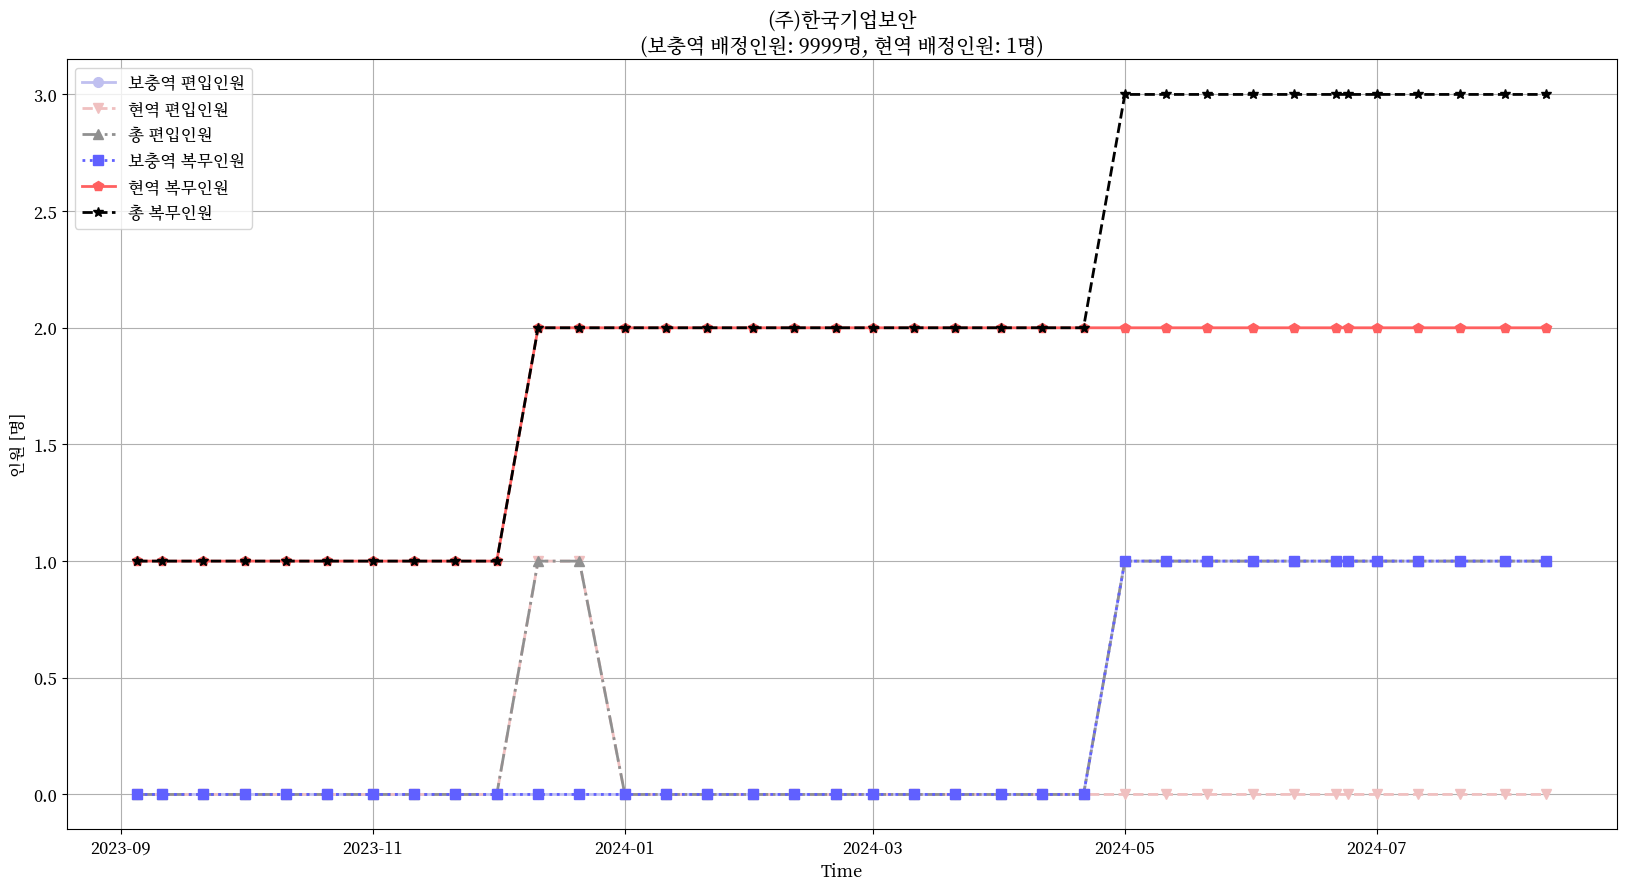 (주)한국기업보안
(보충역 배정인원: 9999명, 현역 배정인원: 1명)
보충역 편입인원
현역 편입인원
총 편입인원
보충역 복무인원
현역 복무인원
총 복무인원
3.0
2.5
2.0
1.5
1.0
0.5
0.0
인원 [명]
2023-09
2023-11
2024-01
2024-03
2024-05
2024-07
Time